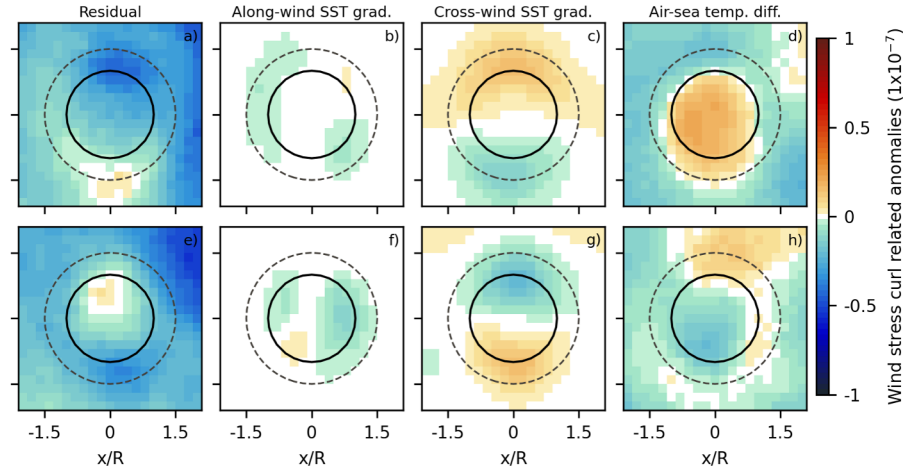 Residual
Along-wind SST grad.
Cross-wind SST grad.
Air-sea temp. diff.
a)
b)
c)
d)
e)
f)
g)
h)
-1.5 0 1.5
-1.5 0 1.5
-1.5 0 1.5
-1.5 0 1.5
x/R
x/R
x/R
x/R
1
0.5
0
-0.5
-1
Wind stress curl related anomalies (1x10⁻⁷)